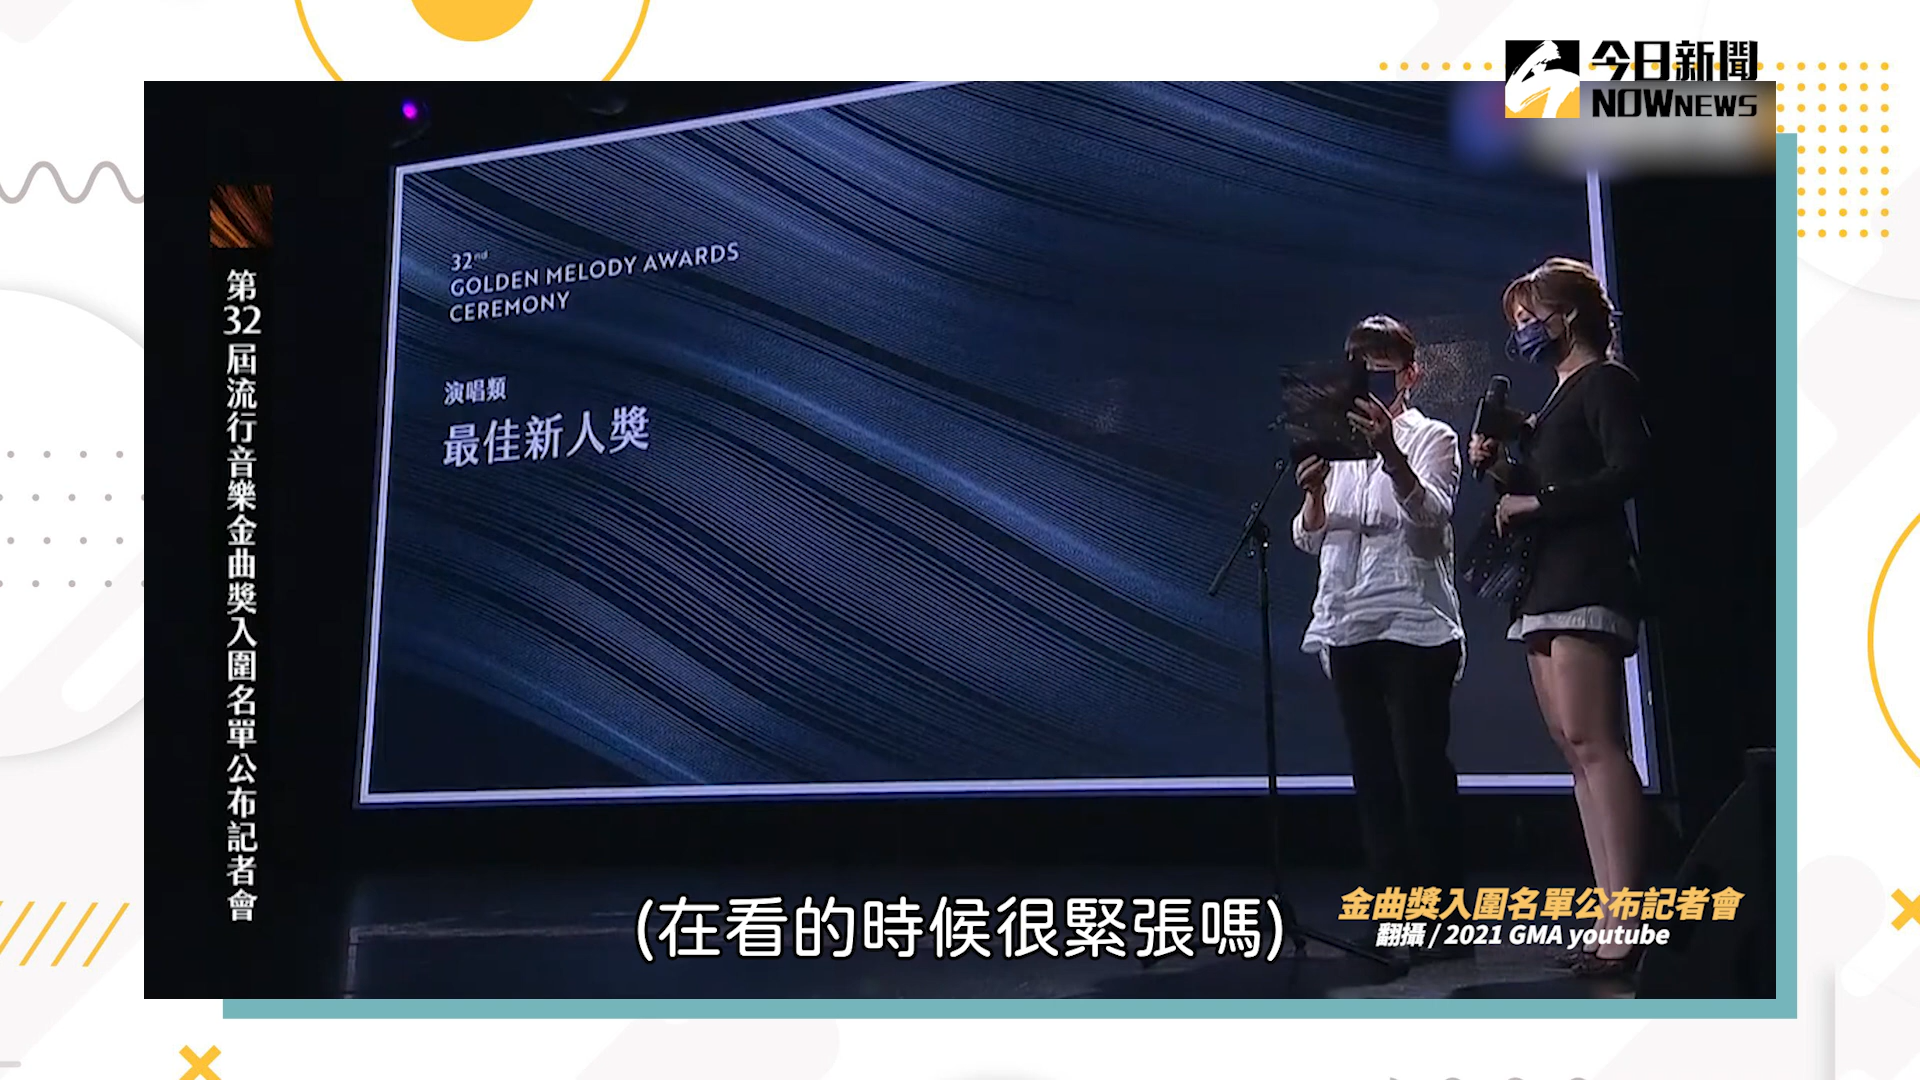 今日新聞
NOWNEWS
第32屆流行音樂金曲獎入圍名單公布記者會
32nd
GOLDEN MELODY AWARDS
CEREMONY
演唱類
最佳新人獎
(在看的時候很緊張嗎)
金曲獎入圍名單公布記者會
翻攝 / 2021 GMA youtube